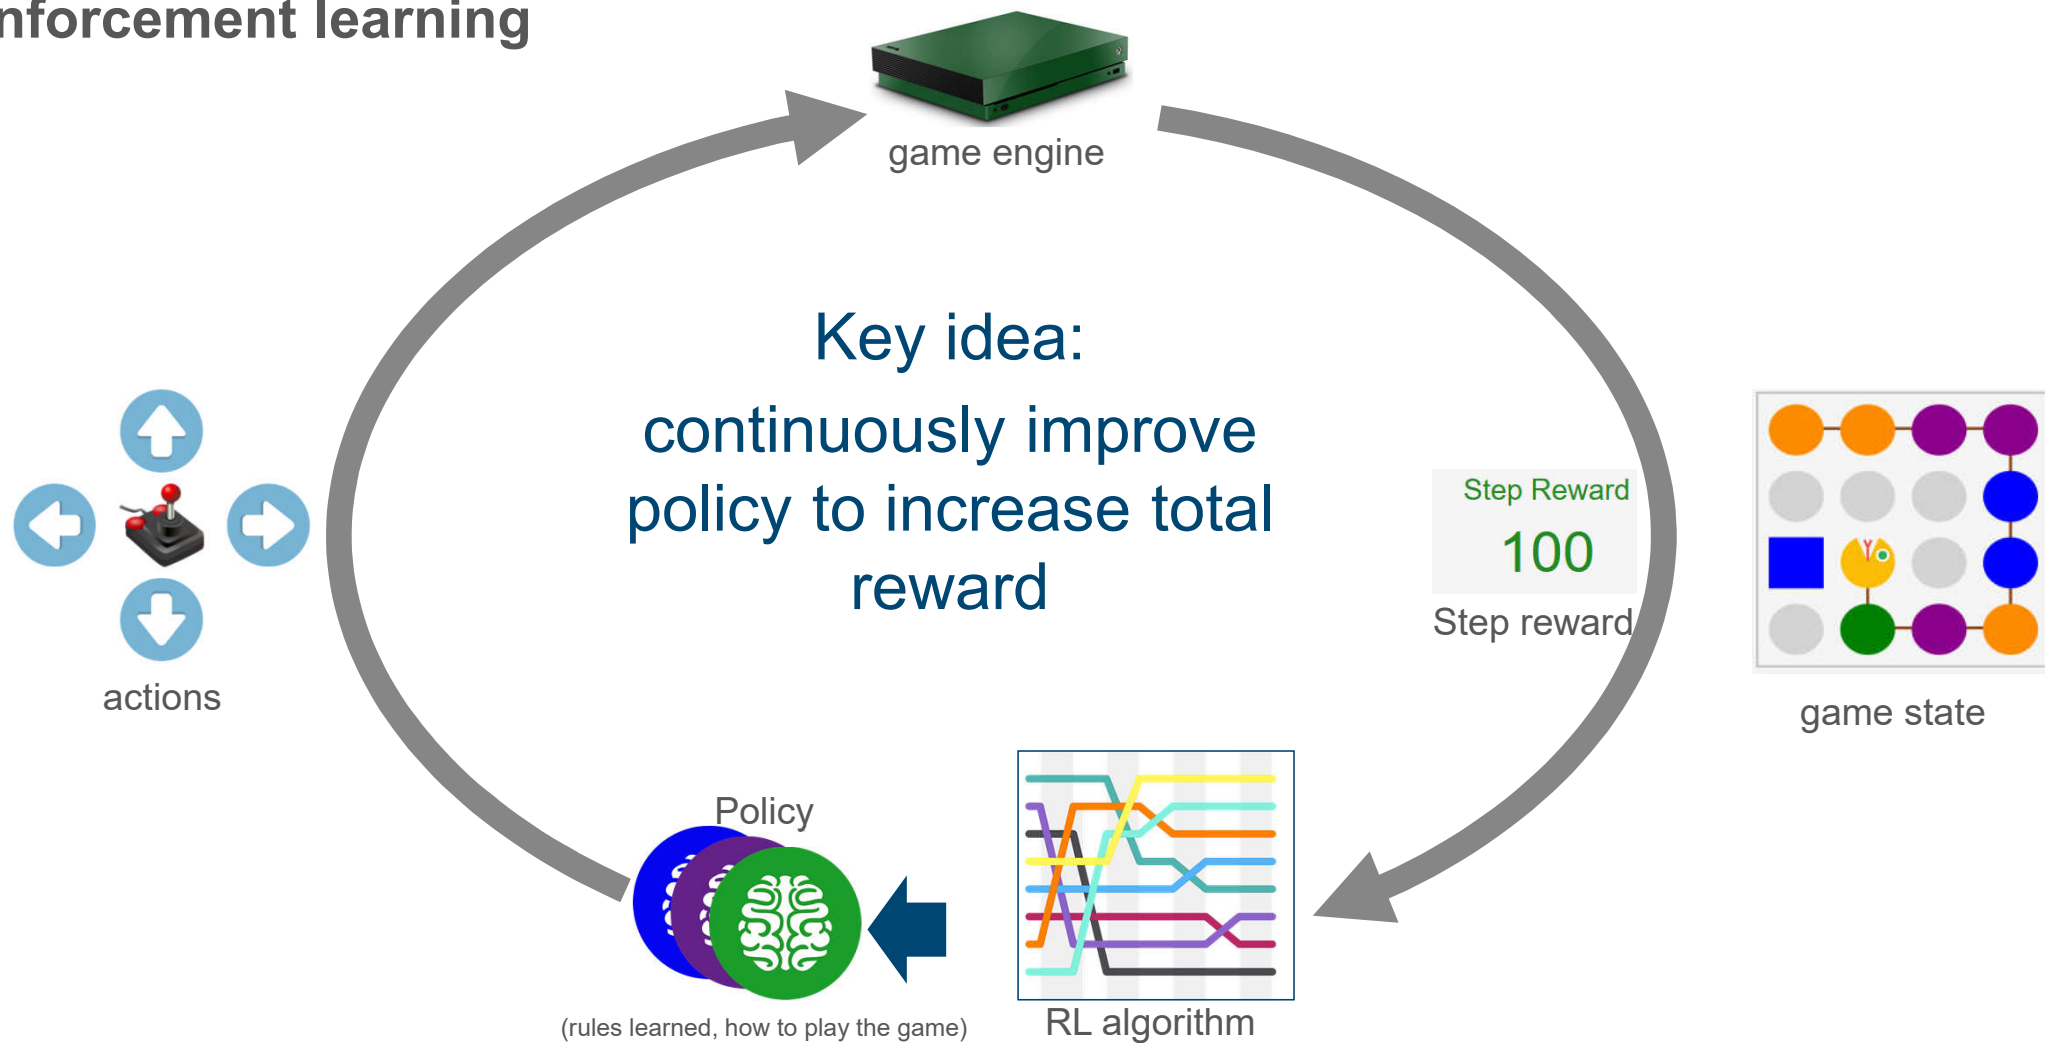 nforcement learning
game engine
Key idea:
continuously improve
policy to increase total
reward
Step Reward
100
Step reward
actions
game state
Policy
(rules learned, how to play the game)
RL algorithm